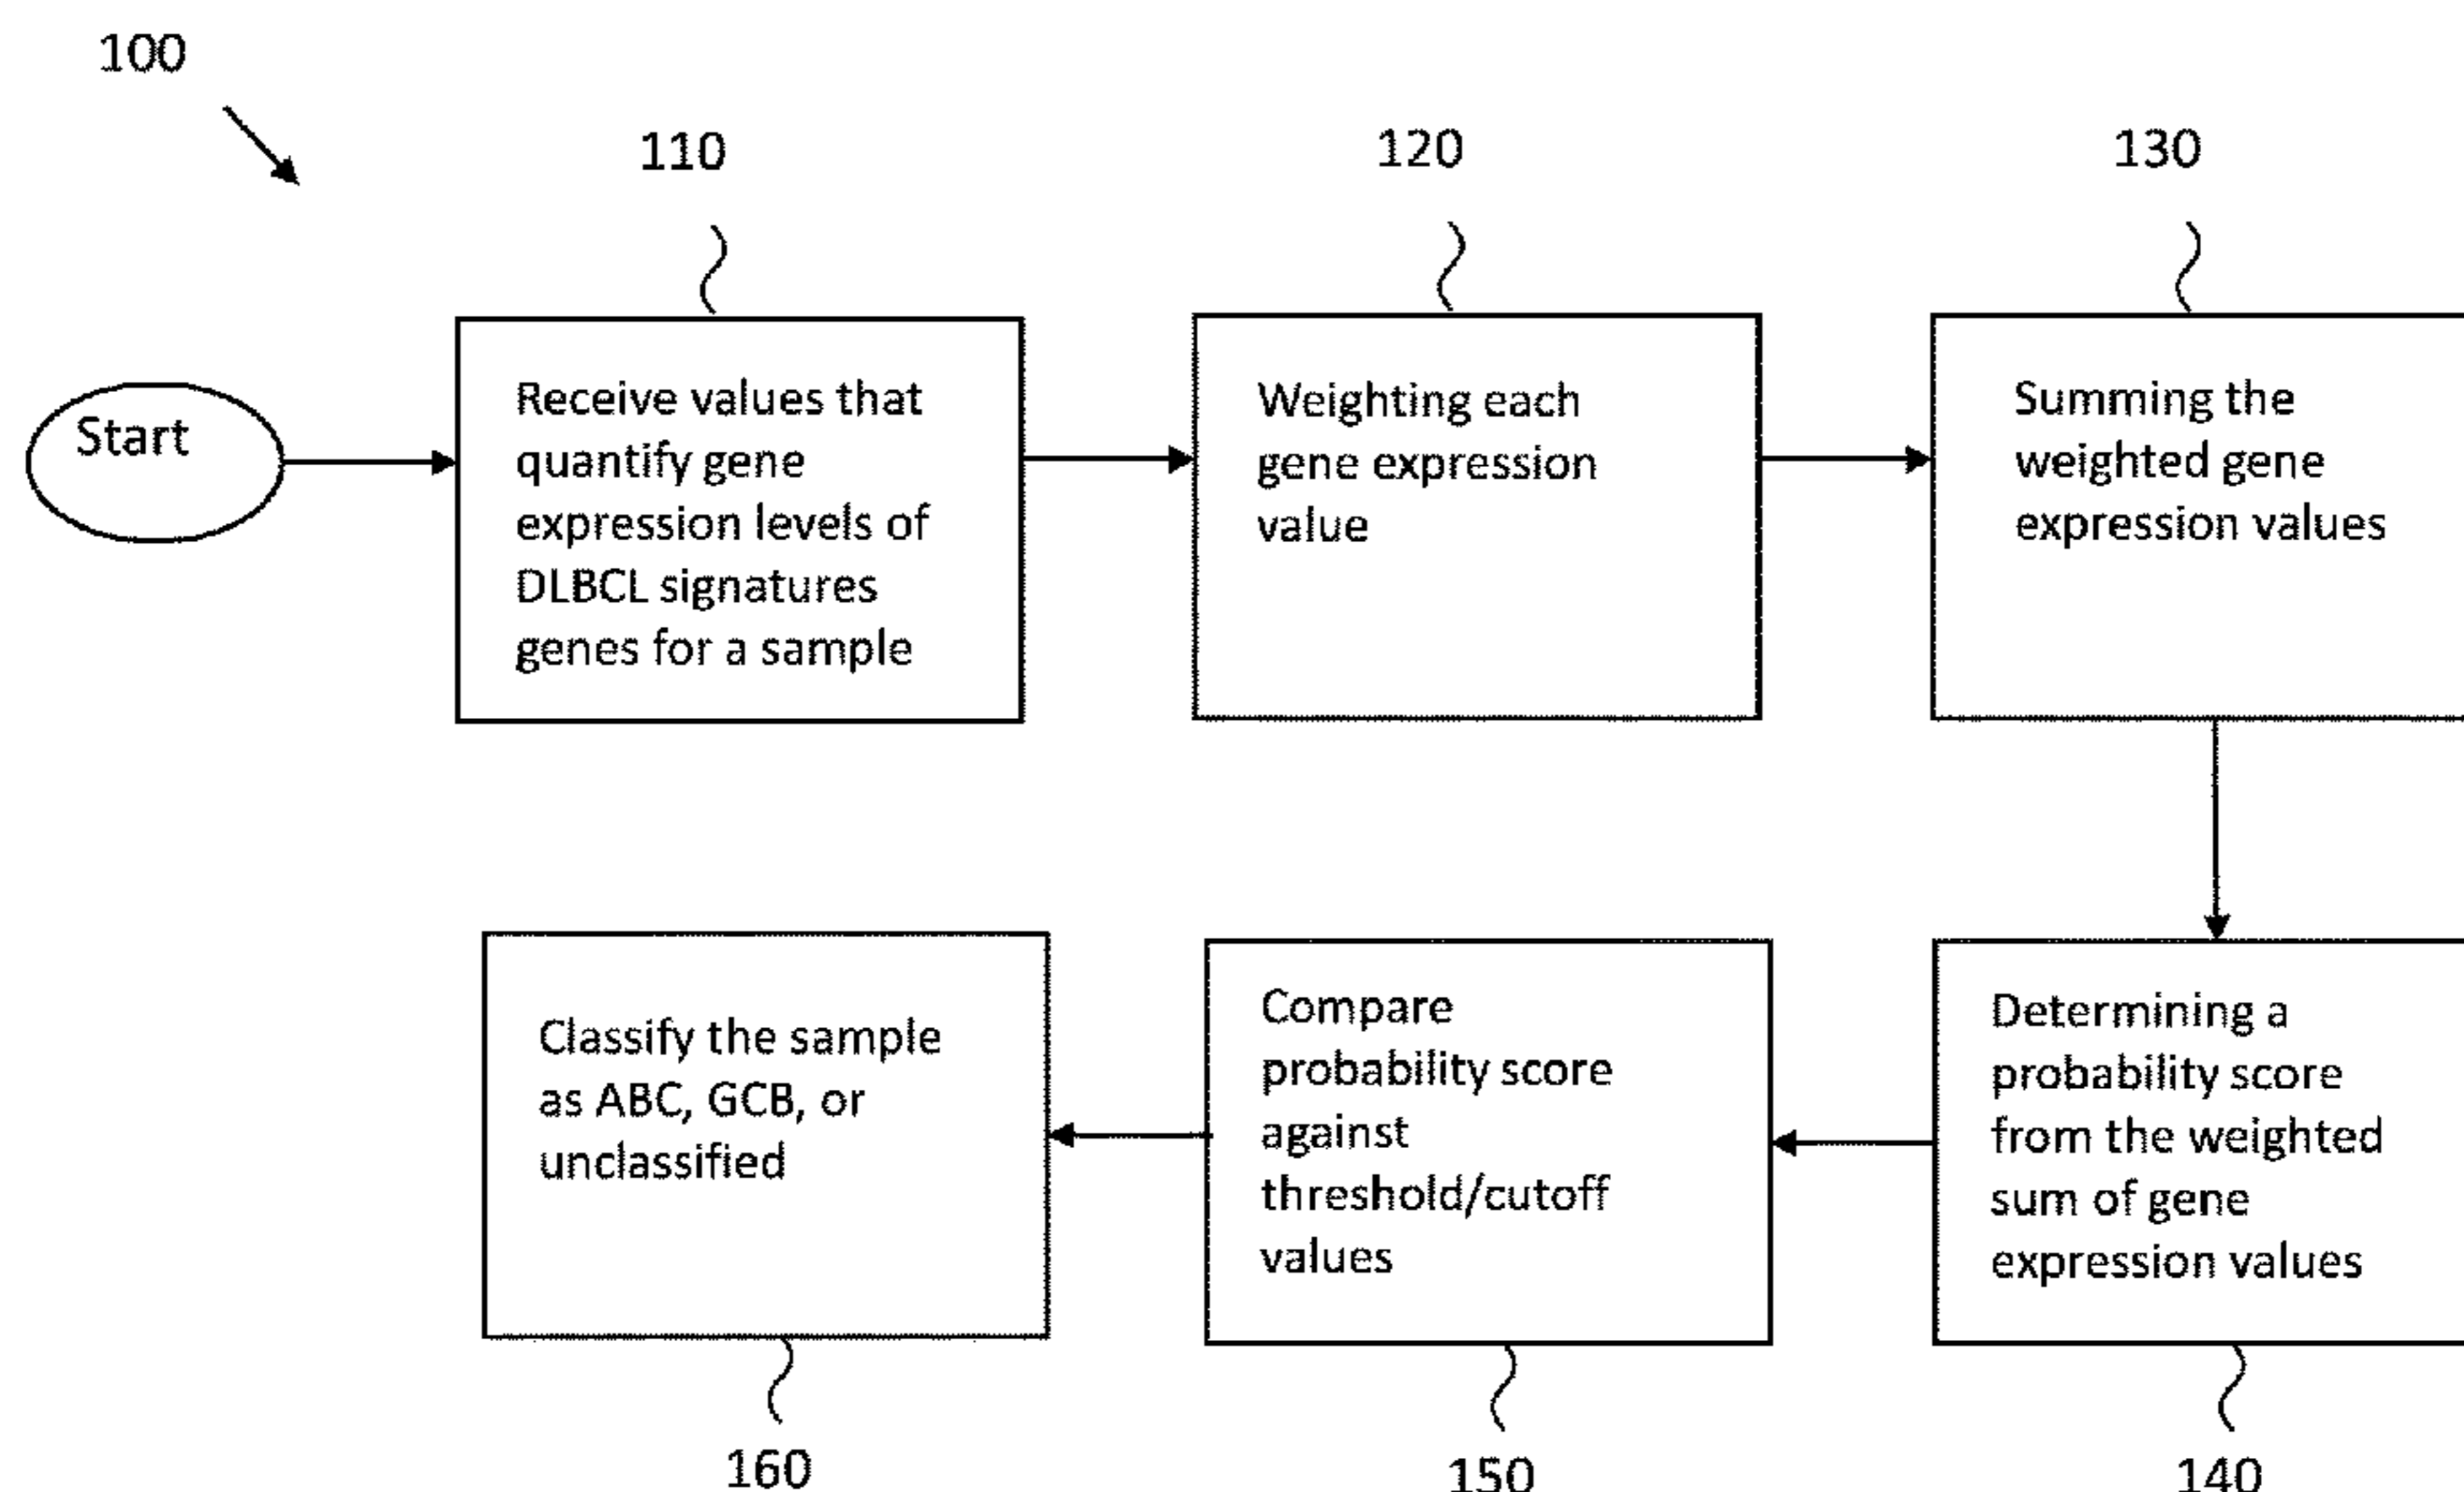 100
110
120
130
Start
Receive values that
quantify gene
expression levels of
DLBCL signatures
genes for a sample
Weighting each
gene expression
value
Summing the
weighted gene
expression values
Determining a
probability score
from the weighted
sum of gene
expression values
Compare
probability score
against
threshold/cutoff
values
Classify the sample
as ABC, GCB, or
unclassified
160
150
140